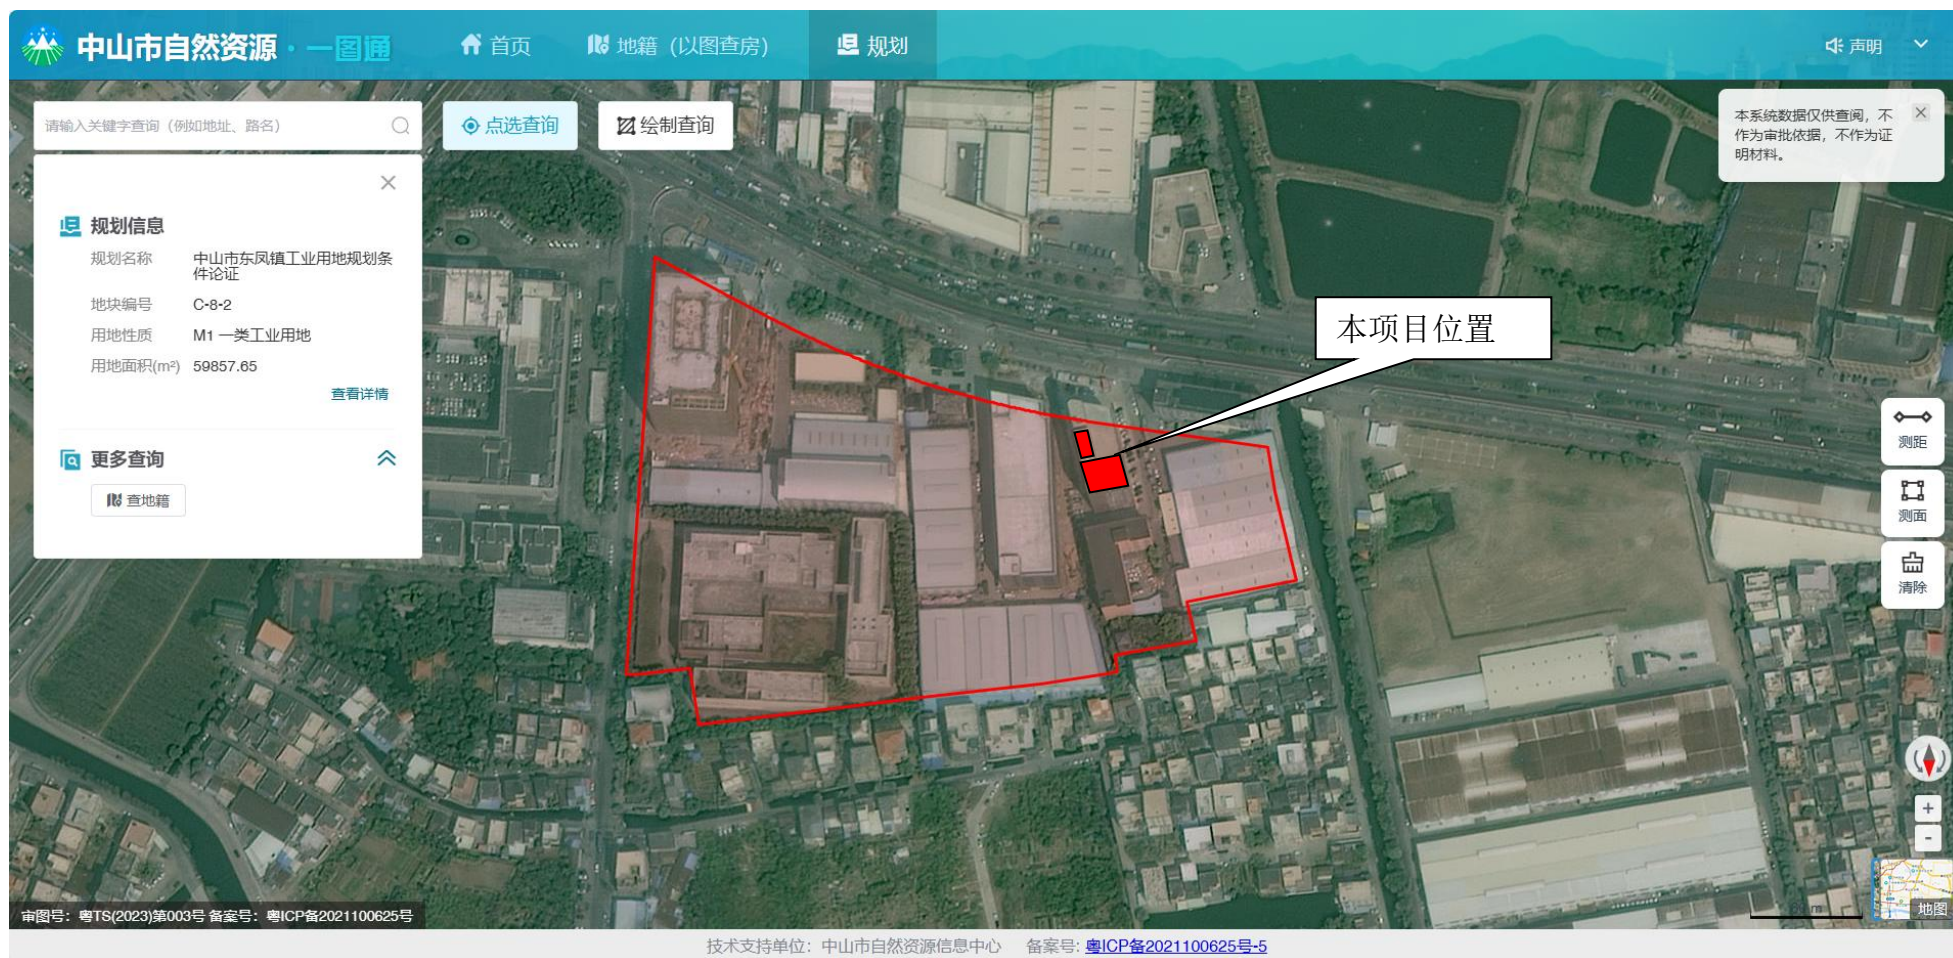 中山市自然资源·一图通
首页
地籍（以图查房）
规划
声明
请输入关键字查询（例如地址、路名）
点选查询
绘制查询
本系统数据仅供查阅，不
作为审批依据，不作为证
明材料。
规划信息
规划名称 中山市东凤镇工业用地规划条
件论证
地块编号 C-8-2
用地性质 M1 一类工业用地
用地面积(m²) 59857.65
查看详情
更多查询
查地籍
本项目位置
测距
测面
清除
+
-
地图
审图号：粤TS(2023)第003号 备案号：粤ICP备2021100625号
技术支持单位：中山市自然资源信息中心 备案号: 粤ICP备2021100625号-5